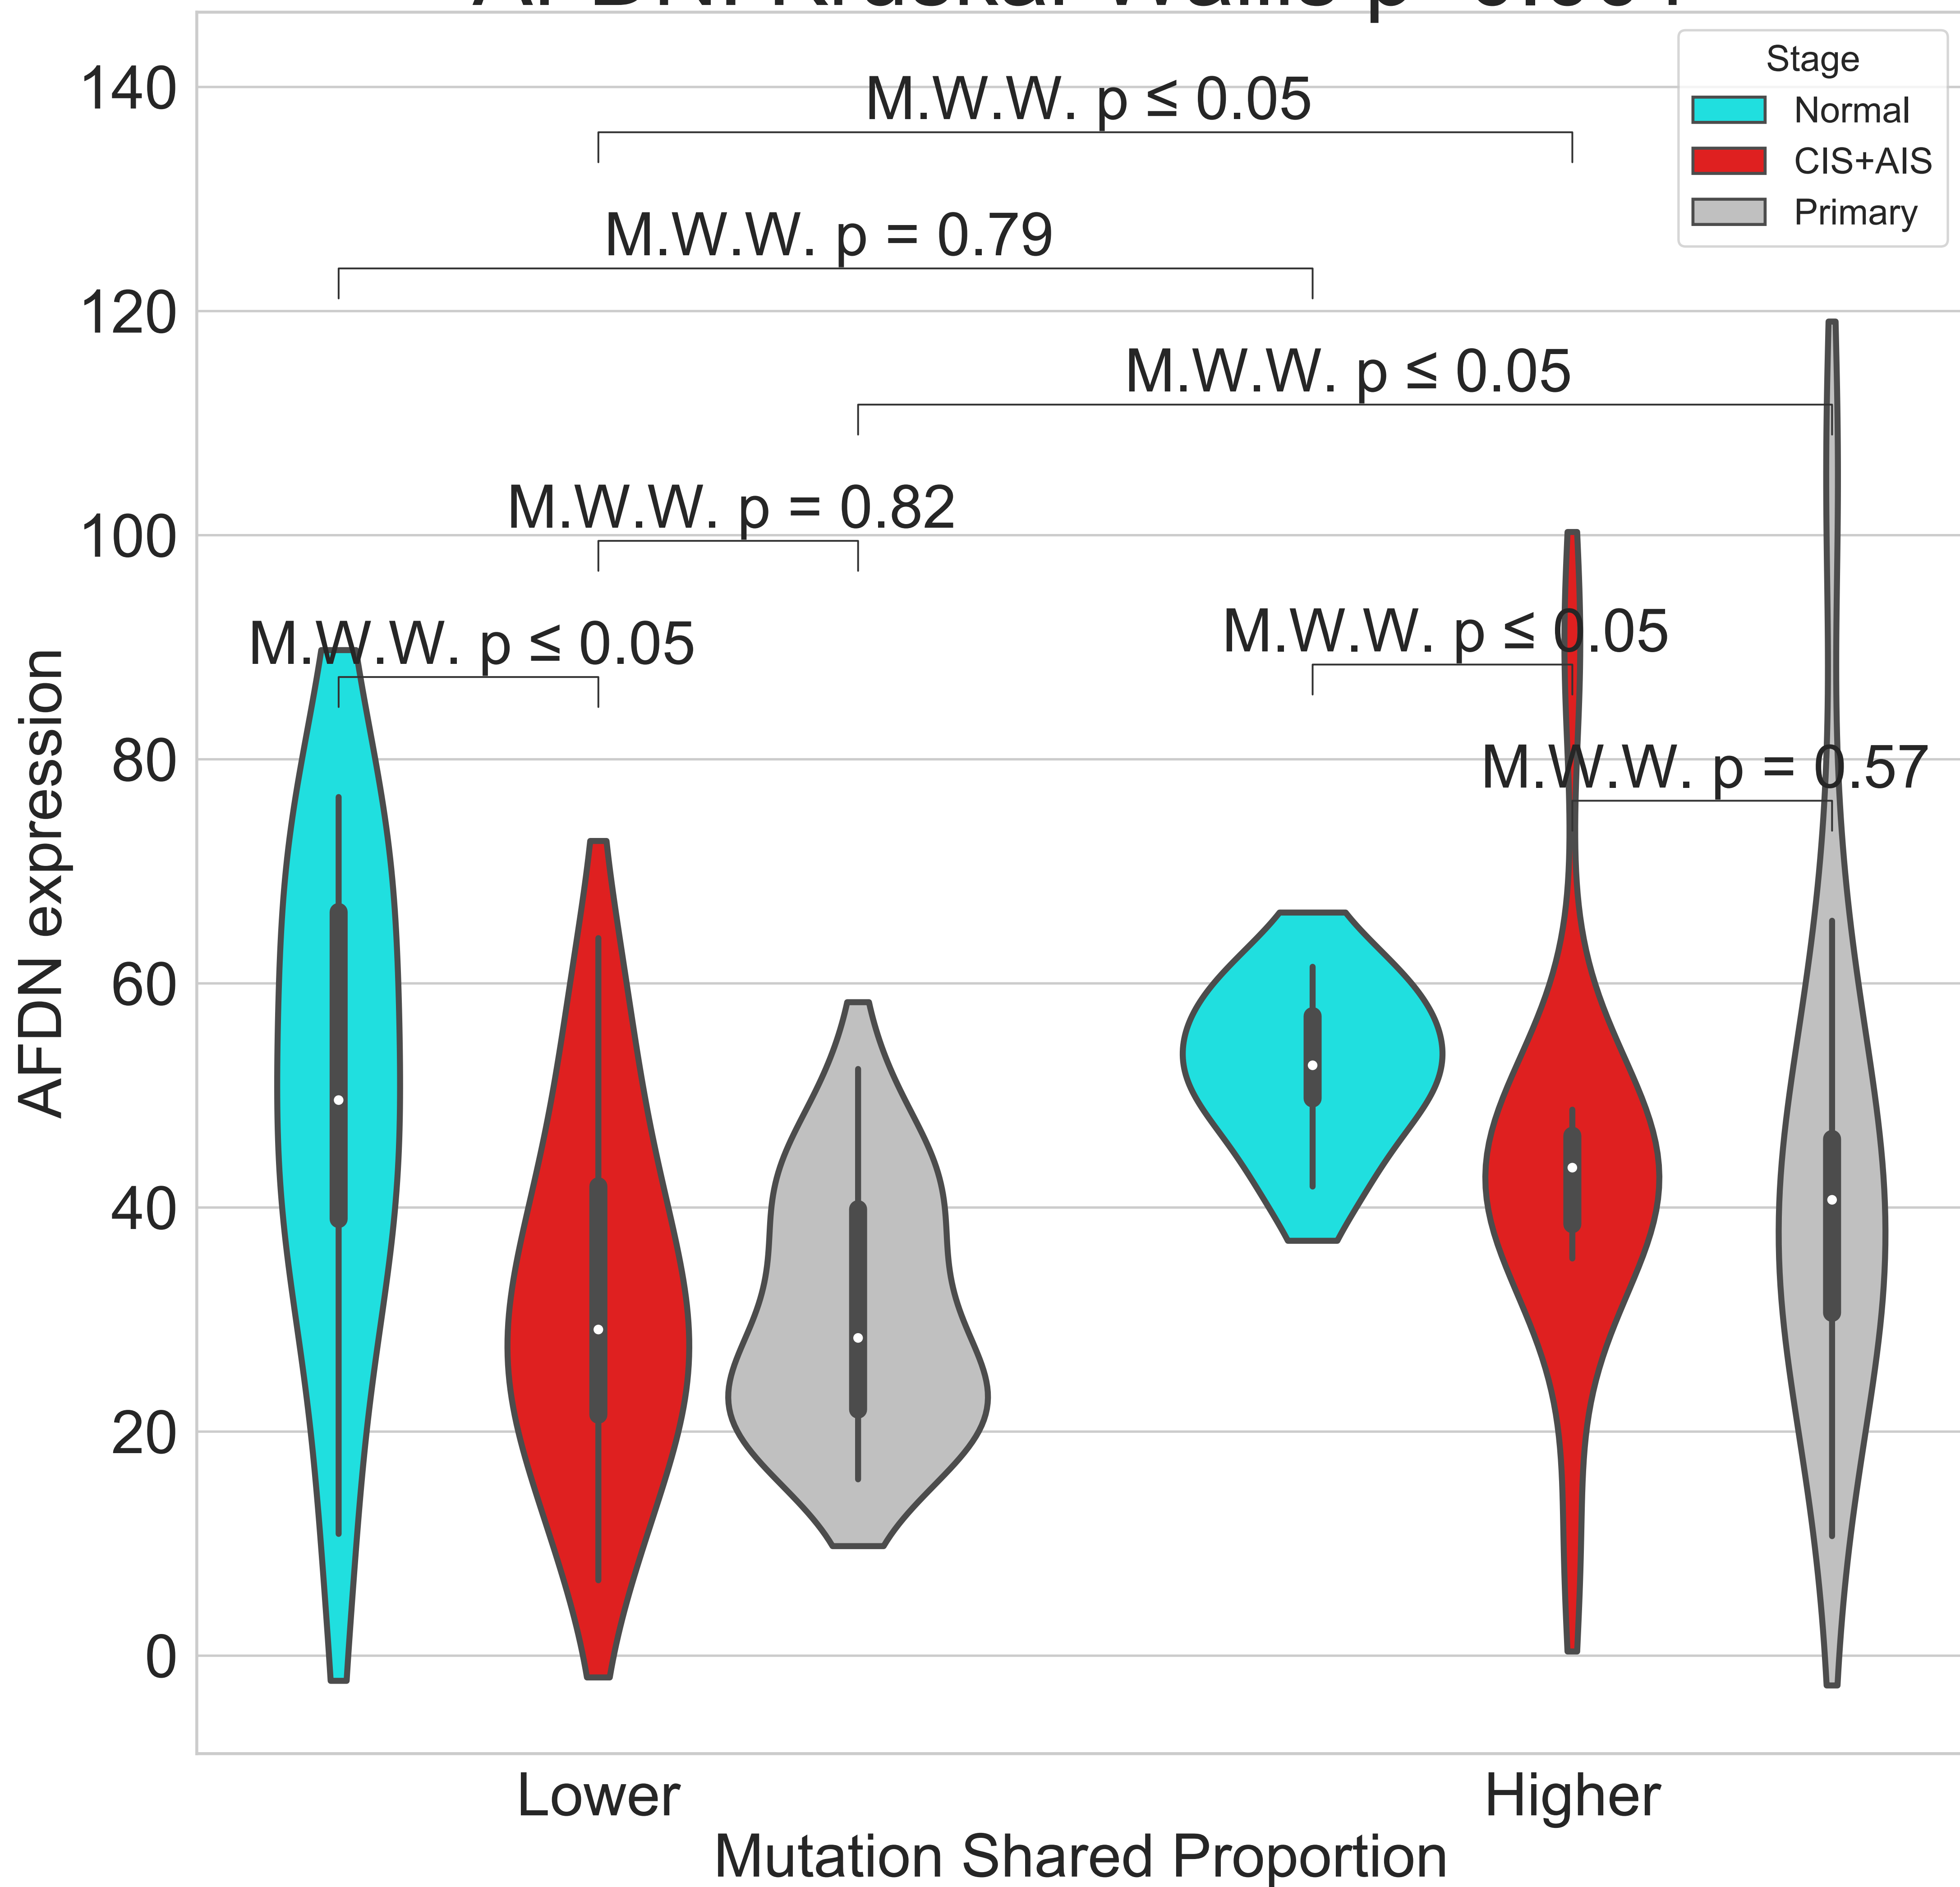 Stage
Normal
CIS+AIS
Primary
140
120
100
80
60
40
20
0
AFDN expression
M.W.W. p ≤ 0.05
M.W.W. p = 0.79
M.W.W. p ≤ 0.05
M.W.W. p = 0.82
M.W.W. p ≤ 0.05
M.W.W. p ≤ 0.05
M.W.W. p = 0.57
Lower
Higher
Mutation Shared Proportion